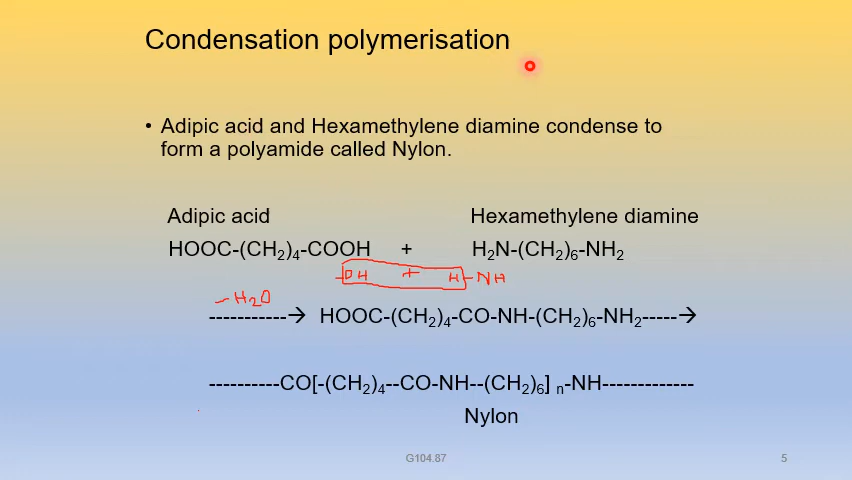 Condensation polymerisation
• Adipic acid and Hexamethylene diamine condense to
form a polyamide called Nylon.
Adipic acid Hexamethylene diamine
HOOC-(CH₂)₄-COOH + H₂N-(CH₂)₆-NH₂
-OH + H-NH
-H₂O
-----------→ HOOC-(CH₂)₄-CO-NH-(CH₂)₆-NH₂-----→
----------CO[-(CH₂)₄--CO-NH--(CH₂)₆] ₙ-NH-------------
Nylon
G104.87 5